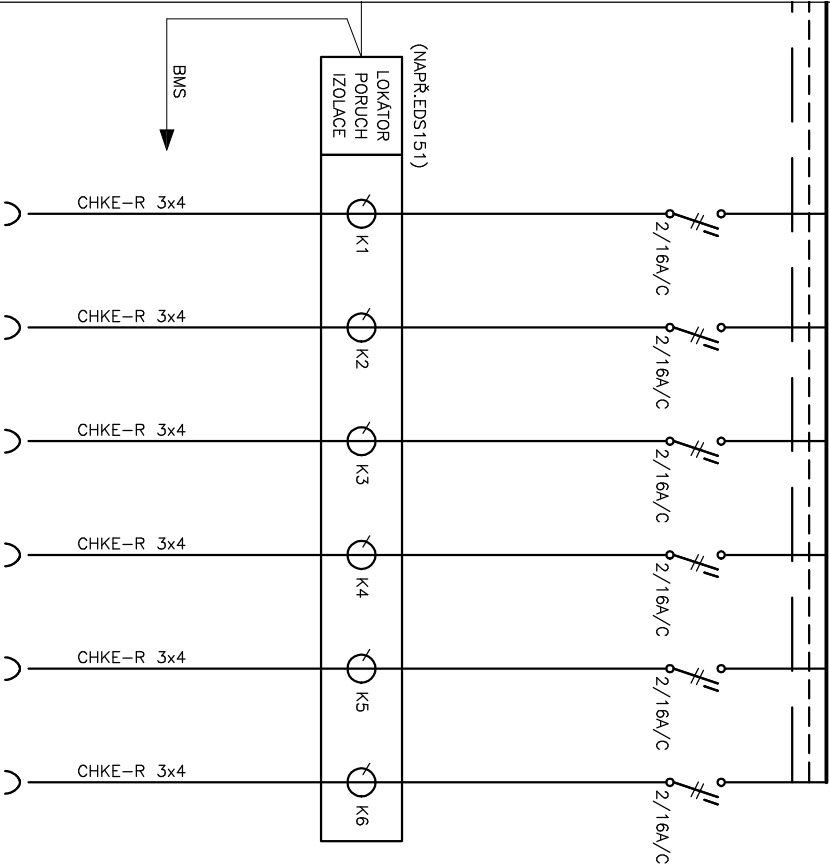 (NAPŘ.EDS151)
LOKÁTOR
PORUCH
IZOLACE
BMS
CHKE-R 3x4
K1
2/16A/C
CHKE-R 3x4
K2
2/16A/C
CHKE-R 3x4
K3
2/16A/C
CHKE-R 3x4
K4
2/16A/C
CHKE-R 3x4
K5
2/16A/C
CHKE-R 3x4
K6
2/16A/C